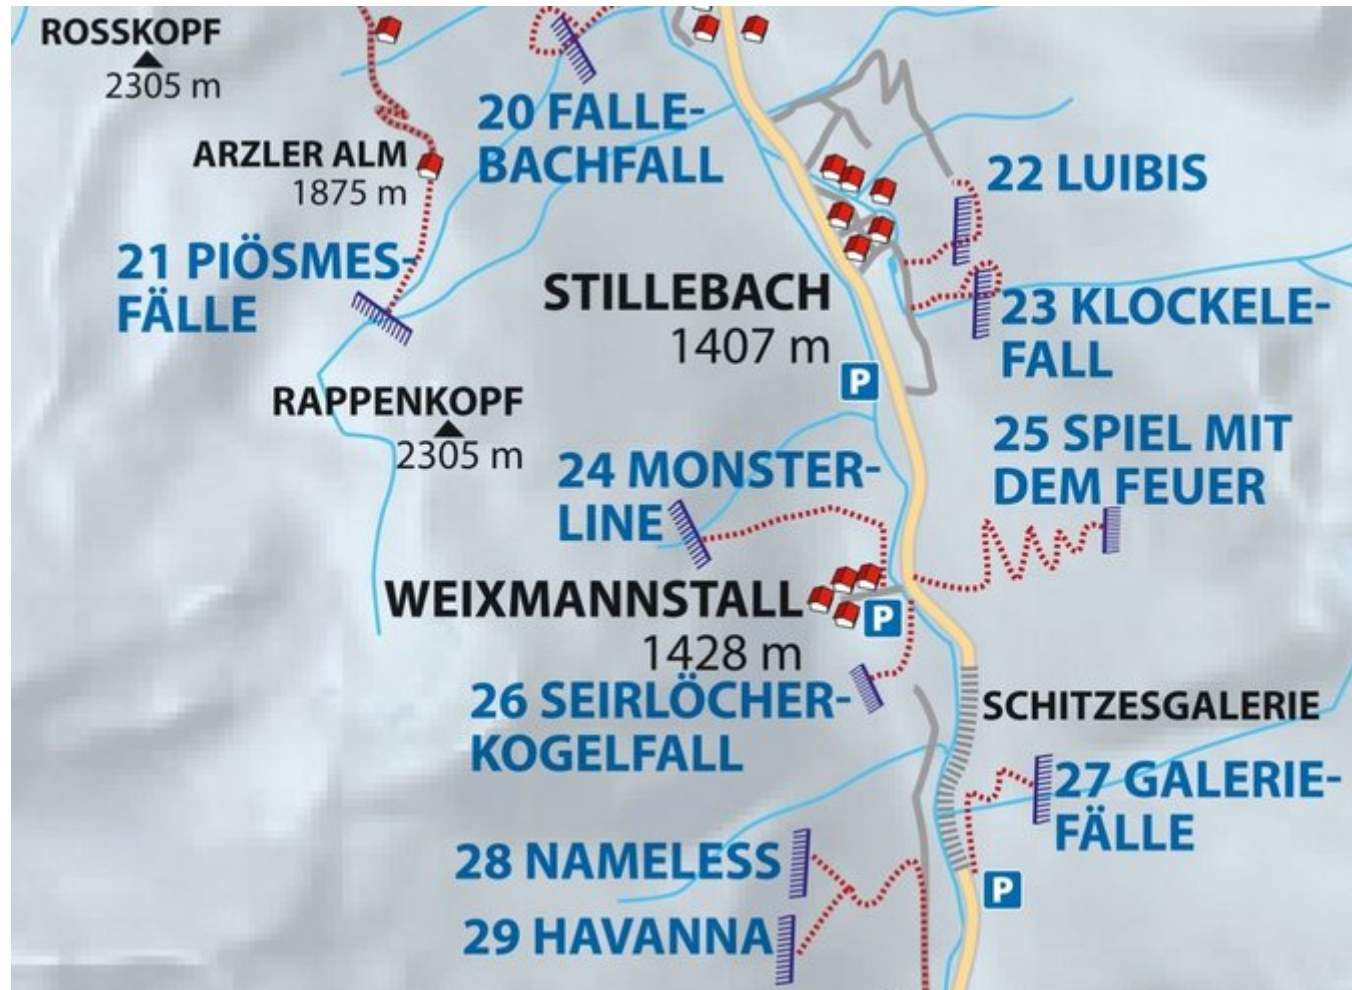 ROSSKOPF
2305 m
20 FALLE-
BACHFALL
ARZLER ALM
1875 m
22 LUIBIS
21 PIÖSMES-
FÄLLE
STILLEBACH
1407 m
23 KLOCKELE-
FALL
P
RAPPENKOPF
2305 m
25 SPIEL MIT
DEM FEUER
24 MONSTER-
LINE
WEIXMANNSTALL
1428 m
P
26 SEIRLÖCHER-
KOGELFALL
SCHITZESGALERIE
27 GALERIE-
FÄLLE
28 NAMELESS
P
29 HAVANNA